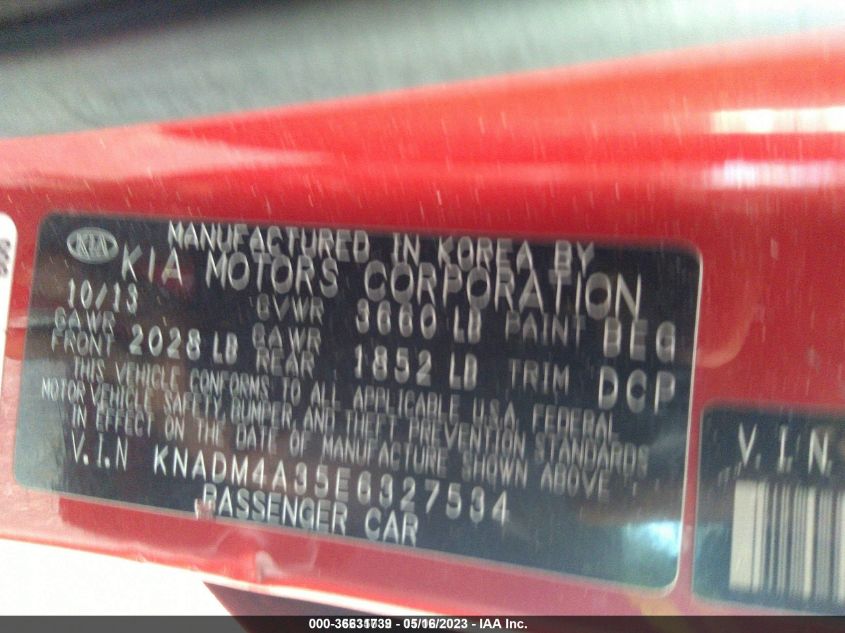 KIA
MANUFACTURED IN KOREA BY
KIA MOTORS CORPORATION
10/13 GVWR 3660 LB PAINT BEG
GAWR FRONT 2028 LB GAWR REAR 1852 LB TRIM DCP
THIS VEHICLE CONFORMS TO ALL APPLICABLE U.S.A. FEDERAL
MOTOR VEHICLE SAFETY, BUMPER, AND THEFT PREVENTION STANDARDS
IN EFFECT ON THE DATE OF MANUFACTURE SHOWN ABOVE
V.I.N KNADM4A35E6327534
PASSENGER CAR
V.I.N.
000-36631739 - 05/16/2023 - IAA Inc.